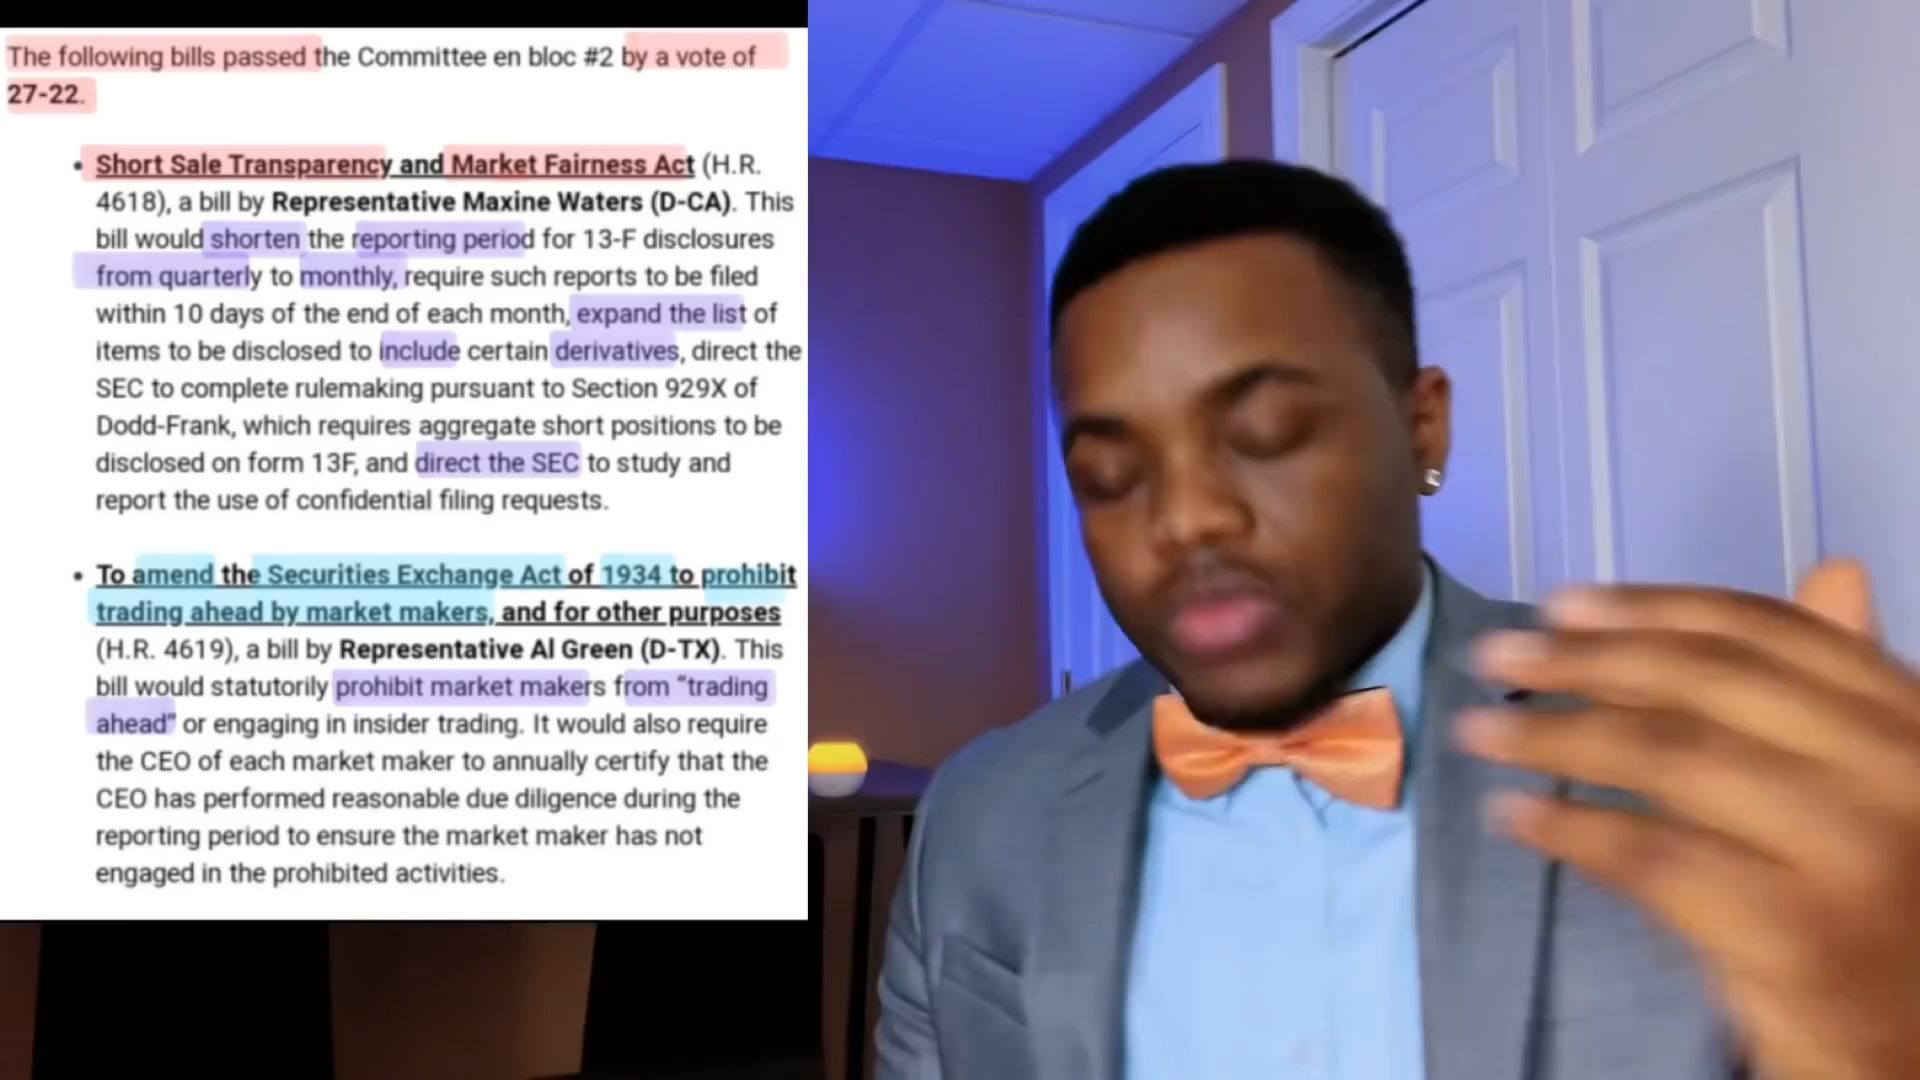 The following bills passed the Committee en bloc #2 by a vote of
27-22.
• Short Sale Transparency and Market Fairness Act (H.R.
4618), a bill by Representative Maxine Waters (D-CA). This
bill would shorten the reporting period for 13-F disclosures
from quarterly to monthly, require such reports to be filed
within 10 days of the end of each month, expand the list of
items to be disclosed to include certain derivatives, direct the
SEC to complete rulemaking pursuant to Section 929X of
Dodd-Frank, which requires aggregate short positions to be
disclosed on form 13F, and direct the SEC to study and
report the use of confidential filing requests.
• To amend the Securities Exchange Act of 1934 to prohibit
trading ahead by market makers, and for other purposes
(H.R. 4619), a bill by Representative Al Green (D-TX). This
bill would statutorily prohibit market makers from “trading
ahead” or engaging in insider trading. It would also require
the CEO of each market maker to annually certify that the
CEO has performed reasonable due diligence during the
reporting period to ensure the market maker has not
engaged in the prohibited activities.